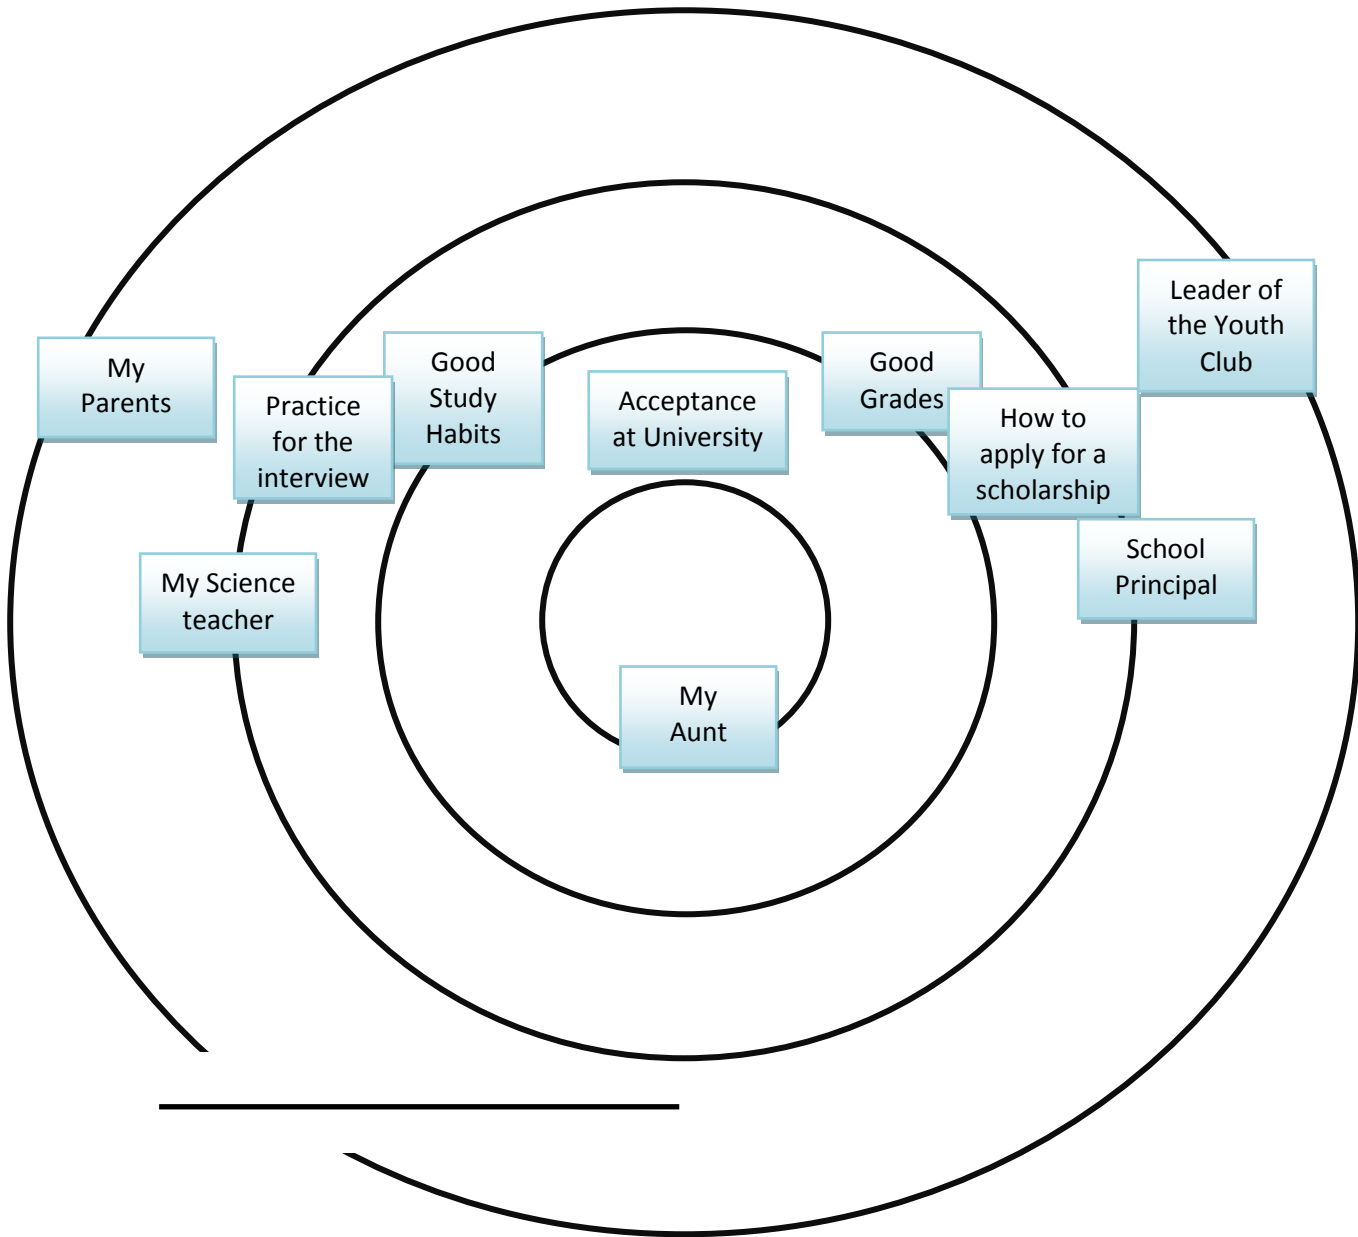 Leader of
the Youth
Club
My
Parents
Good
Study
Habits
Good
Grades
Practice
for the
interview
Acceptance
at University
How to
apply for a
scholarship
My Science
teacher
School
Principal
My
Aunt